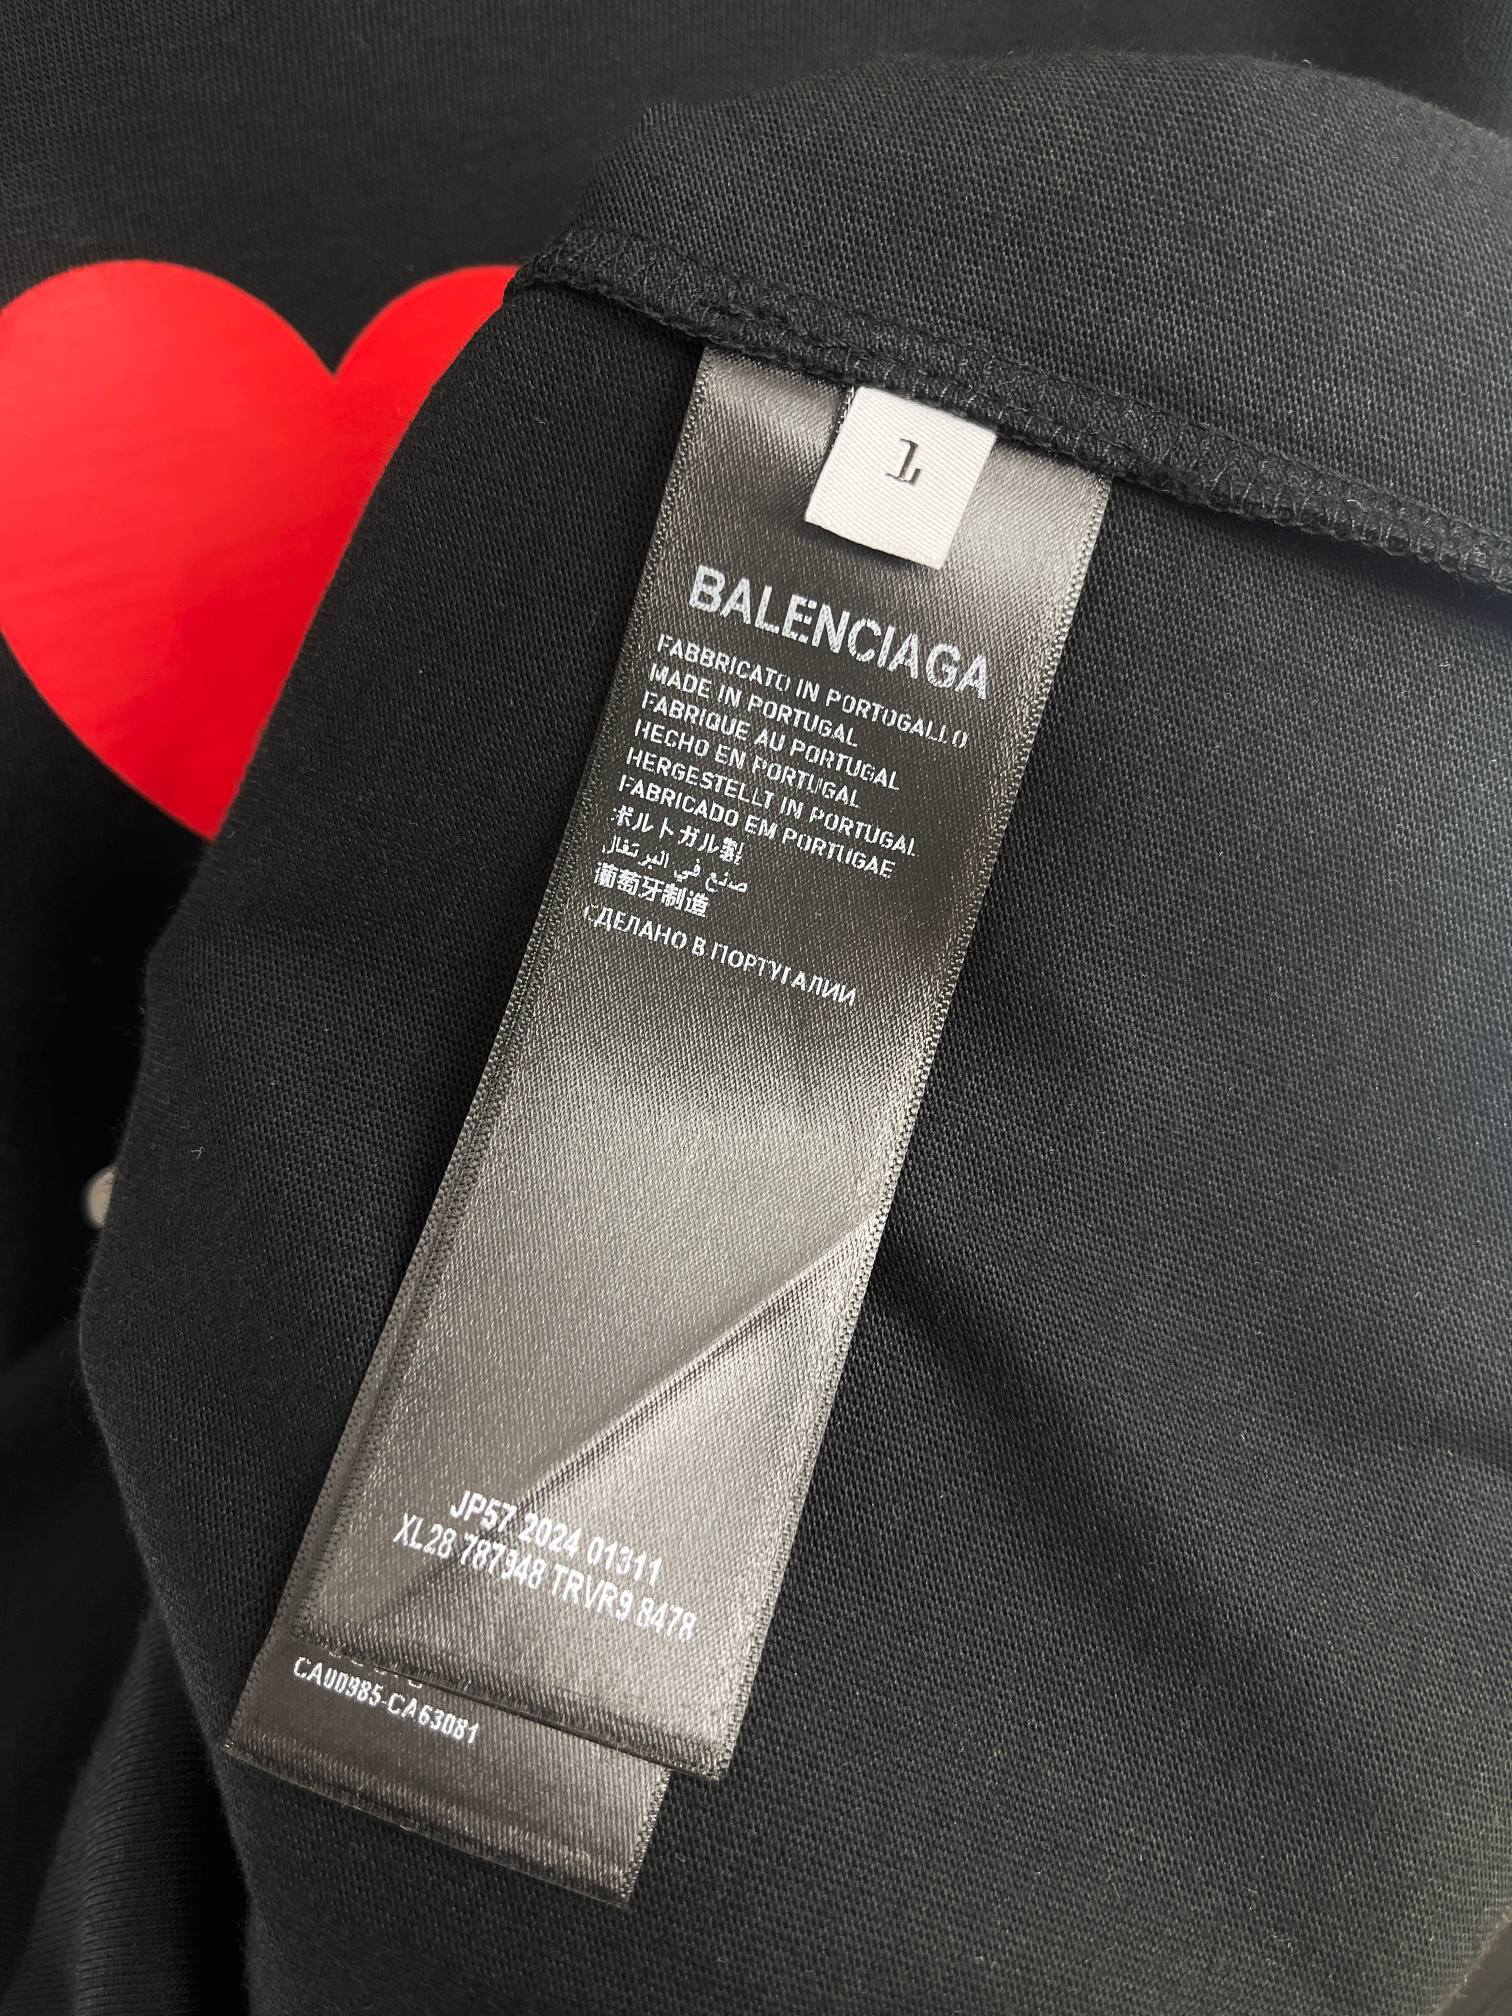 1
BALENCIAGA
FABBRICATO IN PORTOGALLO
MADE IN PORTUGAL
FABRIQUE AU PORTUGAL
HECHO EN PORTUGAL
HERGESTELLT IN PORTUGAL
FABRICADO EM PORTUGAE
ポルトガル製
صنع في البرتغال
葡萄牙制造
СДЕЛАНО В ПОРТУГАЛИИ
JP57 2024 01311
XL28 787948 TRVR9 8478
CA00985-CA63081